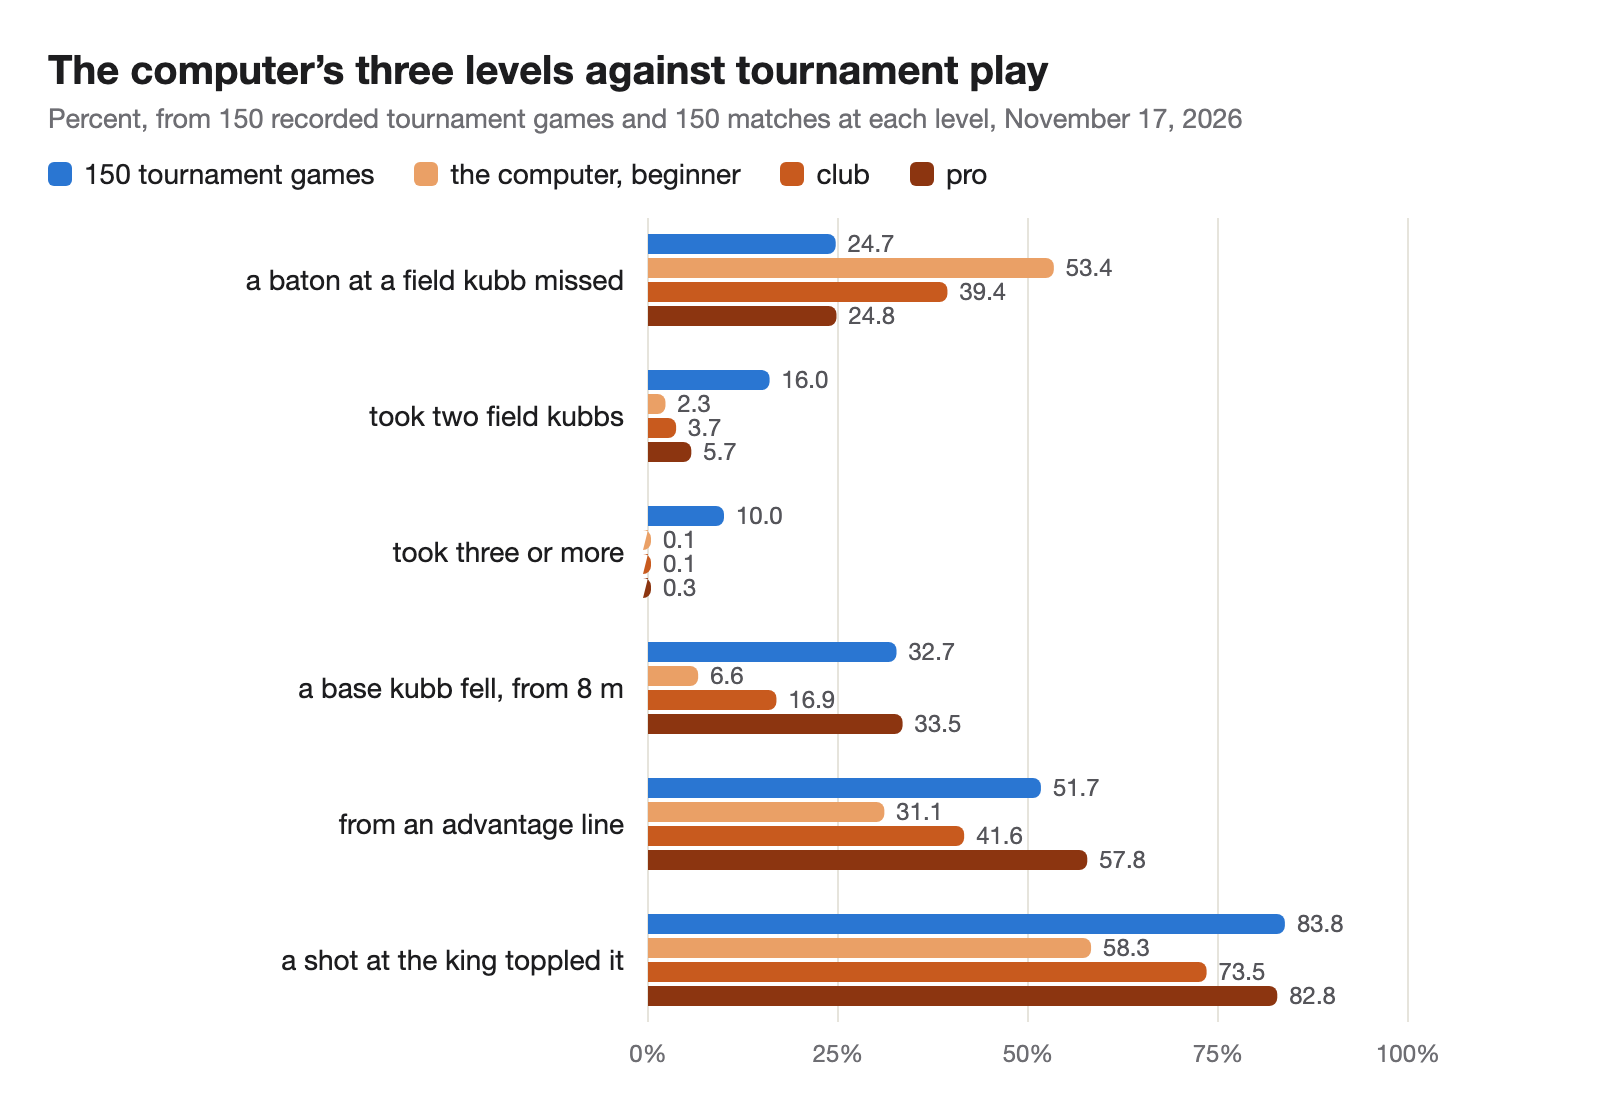 The computer’s three levels against tournament play
Percent, from 150 recorded tournament games and 150 matches at each level, November 17, 2026
150 tournament games the computer, beginner club pro
a baton at a field kubb missed
24.7
53.4
39.4
24.8
took two field kubbs
16.0
2.3
3.7
5.7
took three or more
10.0
0.1
0.1
0.3
a base kubb fell, from 8 m
32.7
6.6
16.9
33.5
from an advantage line
51.7
31.1
41.6
57.8
a shot at the king toppled it
83.8
58.3
73.5
82.8
0% 25% 50% 75% 100%